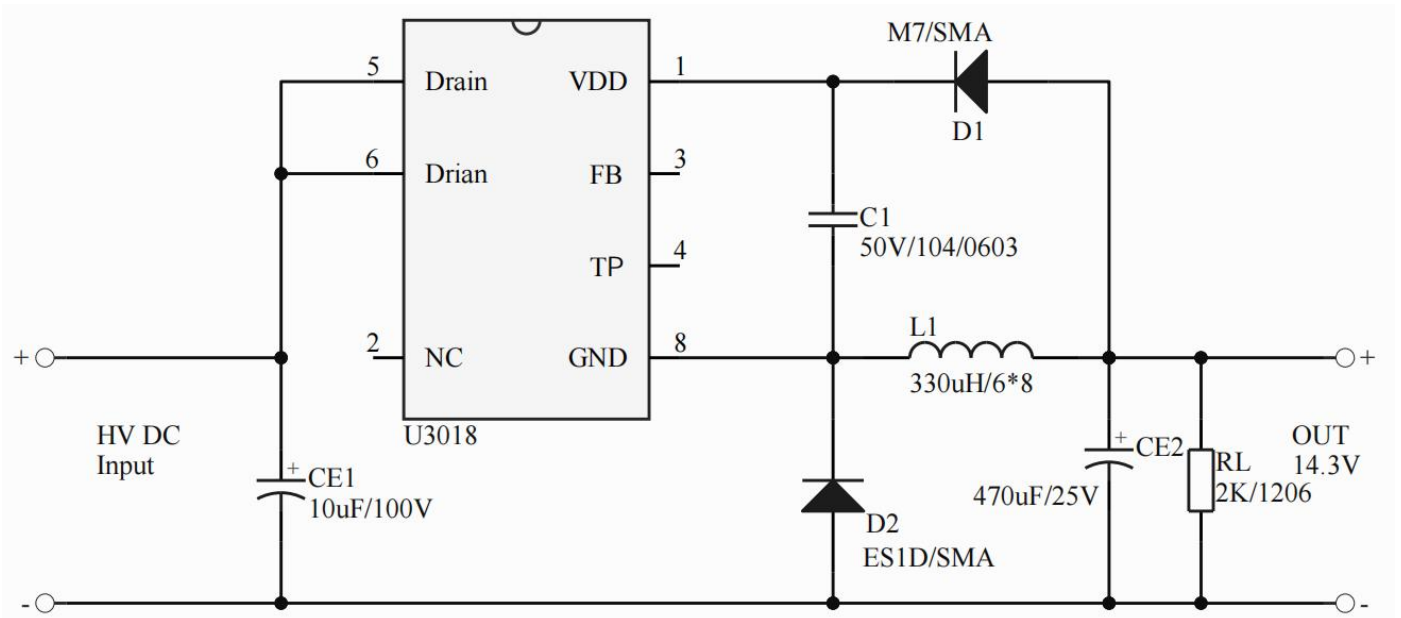 M7/SMA
5
Drain
VDD
1
D1
6
Drian
FB
3
C1
50V/104/0603
TP
4
L1
+
2
NC
GND
8
+
330uH/6*8
HV DC
Input
U3018
OUT
14.3V
+
CE1
10uF/100V
+
CE2
470uF/25V
RL
2K/1206
D2
ES1D/SMA
-
-